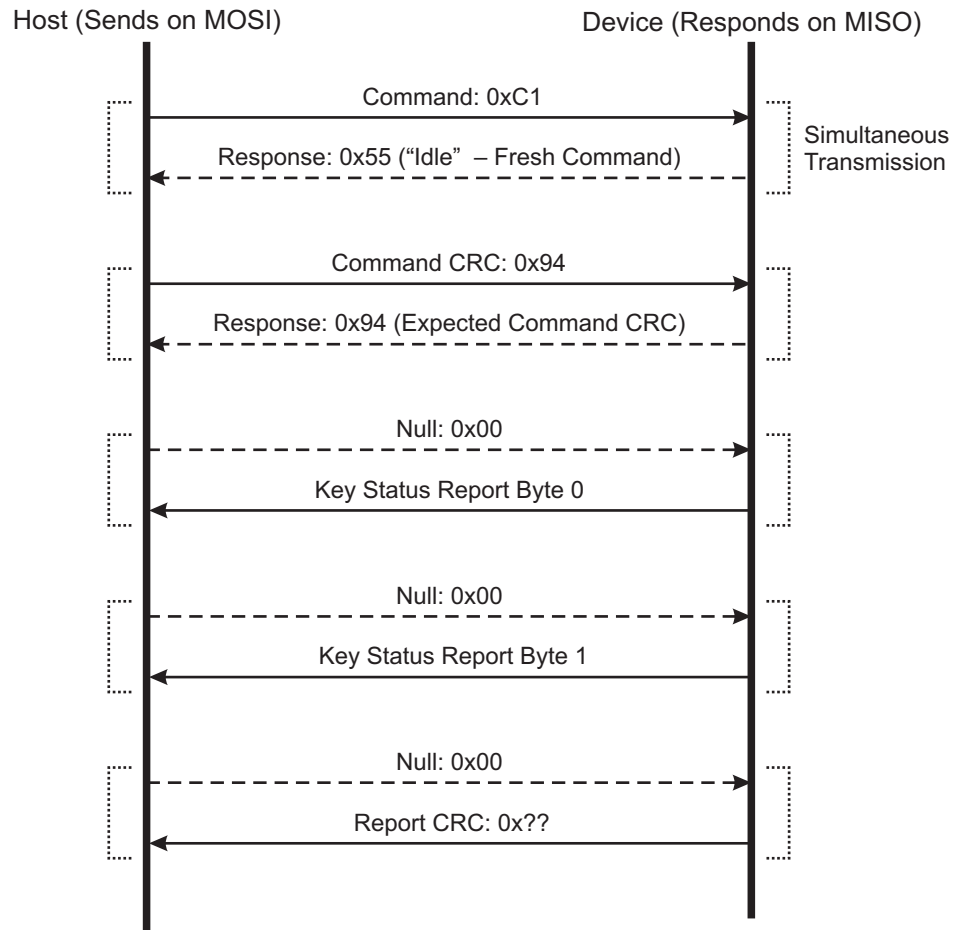 Host (Sends on MOSI)
Device (Responds on MISO)
Command: 0xC1
Response: 0x55 (“Idle” – Fresh Command)
Simultaneous
Transmission
Command CRC: 0x94
Response: 0x94 (Expected Command CRC)
Null: 0x00
Key Status Report Byte 0
Null: 0x00
Key Status Report Byte 1
Null: 0x00
Report CRC: 0x??